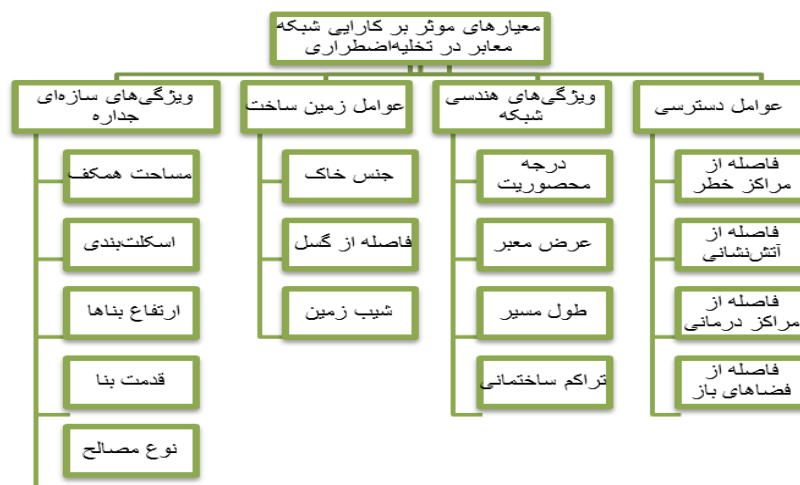 معیارهای موثر بر کارایی شبکه
معابر در تخلیه‌اضطراری
عوامل دسترسی
فاصله از
مراکز خطر
فاصله از
آتش‌نشانی
فاصله از
مراکز درمانی
فاصله از
فضاهای باز
ویژگی‌های هندسی
شبکه
درجه
محصوریت
عرض معبر
طول مسیر
تراکم ساختمانی
عوامل زمین ساخت
جنس خاک
فاصله از گسل
شیب زمین
ویژگی‌های سازه‌ای
جداره
مساحت همکف
اسکلت‌بندی
ارتفاع بناها
قدمت بنا
نوع مصالح